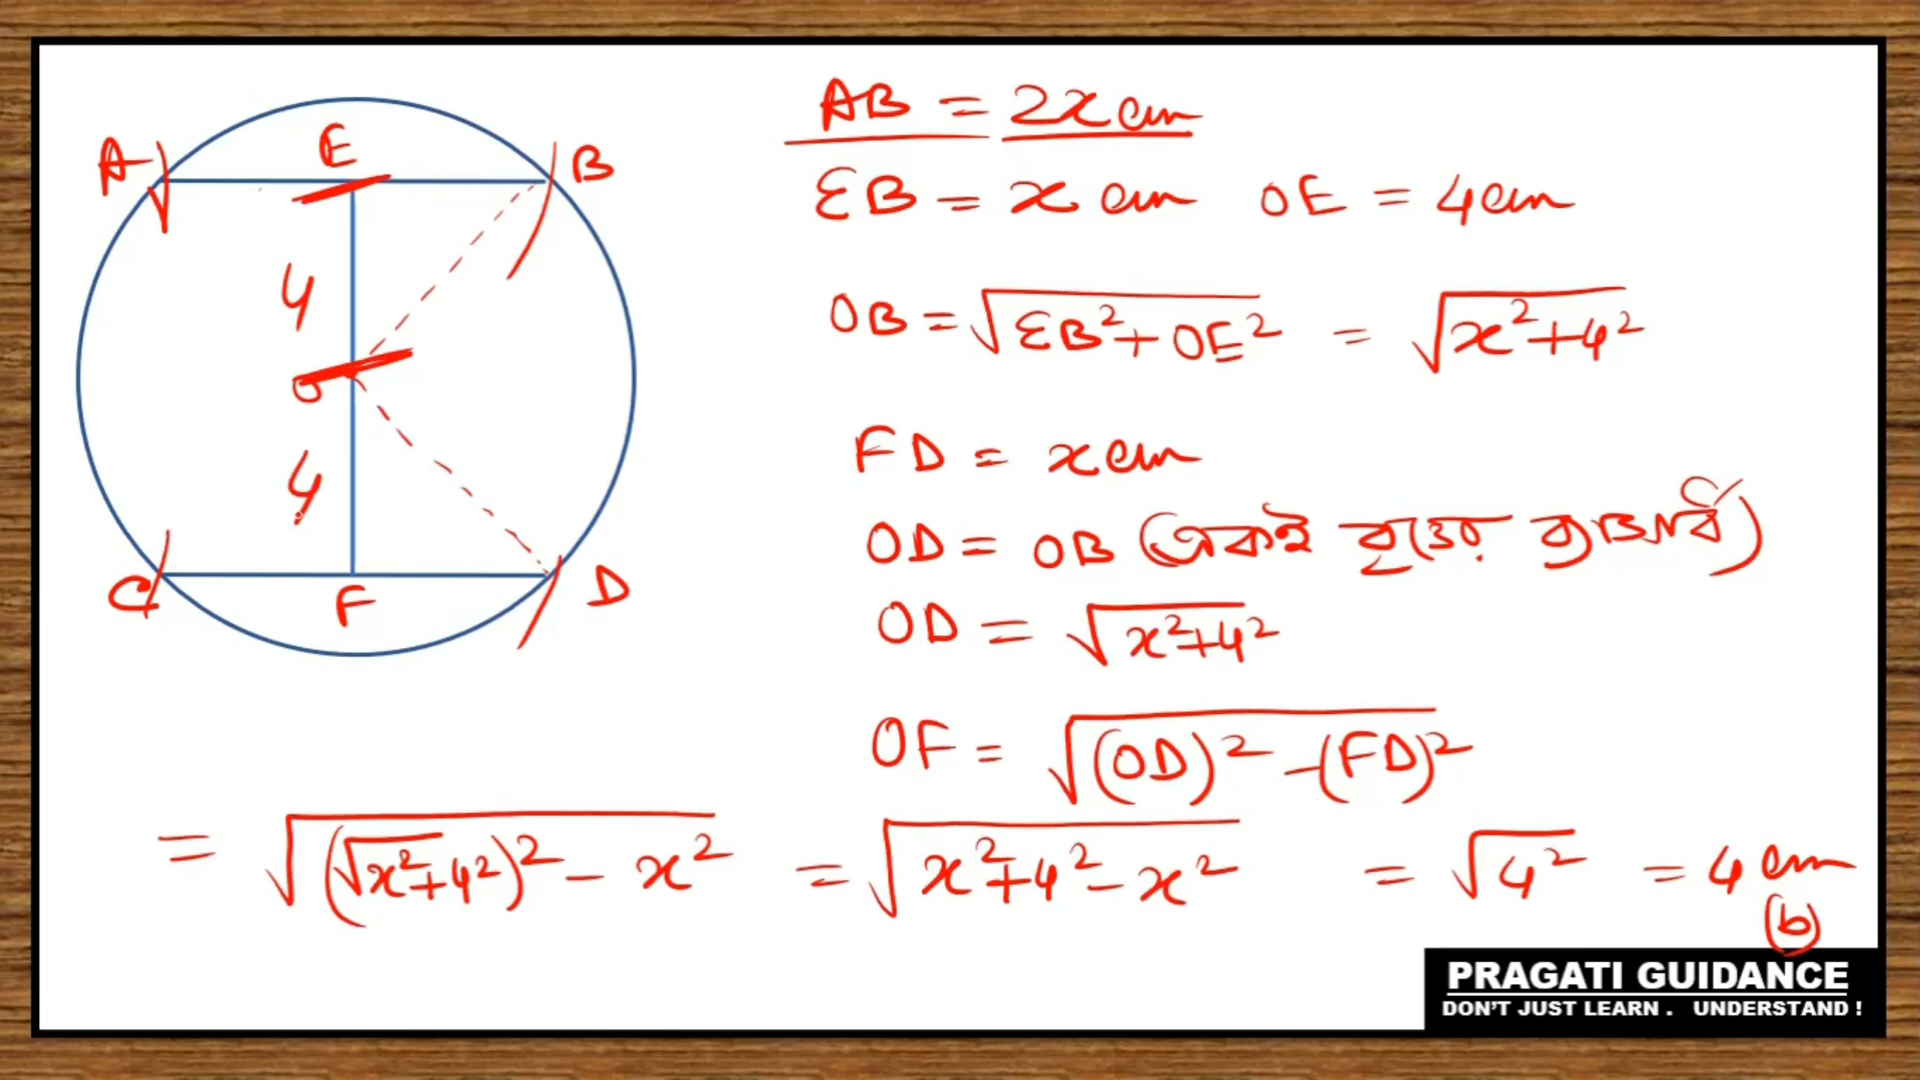 A
E
B
4
O
4
C
F
D
AB = 2x cm
EB = x cm OE = 4cm
OB = √(EB² + OE²) = √(x² + 4²)
FD = x cm
OD = OB (একই বৃত্তের ব্যাসার্ধ)
OD = √(x² + 4²)
OF = √((OD)² - (FD)²)
= √((√(x² + 4²))² - x²) = √(x² + 4² - x²) = √4² = 4 cm
(b)
PRAGATI GUIDANCE
DON'T JUST LEARN . UNDERSTAND !